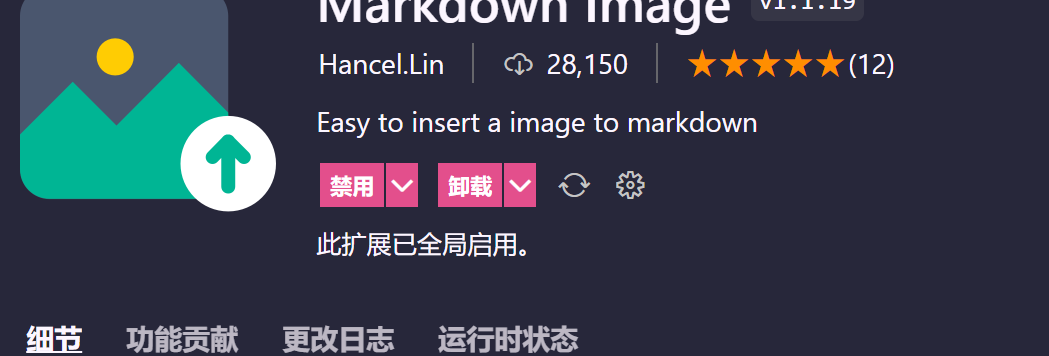 Markdown Image v1.1.19
Hancel.Lin 28,150 (12)
Easy to insert a image to markdown
禁用 卸载
此扩展已全局启用。
细节 功能贡献 更改日志 运行时状态